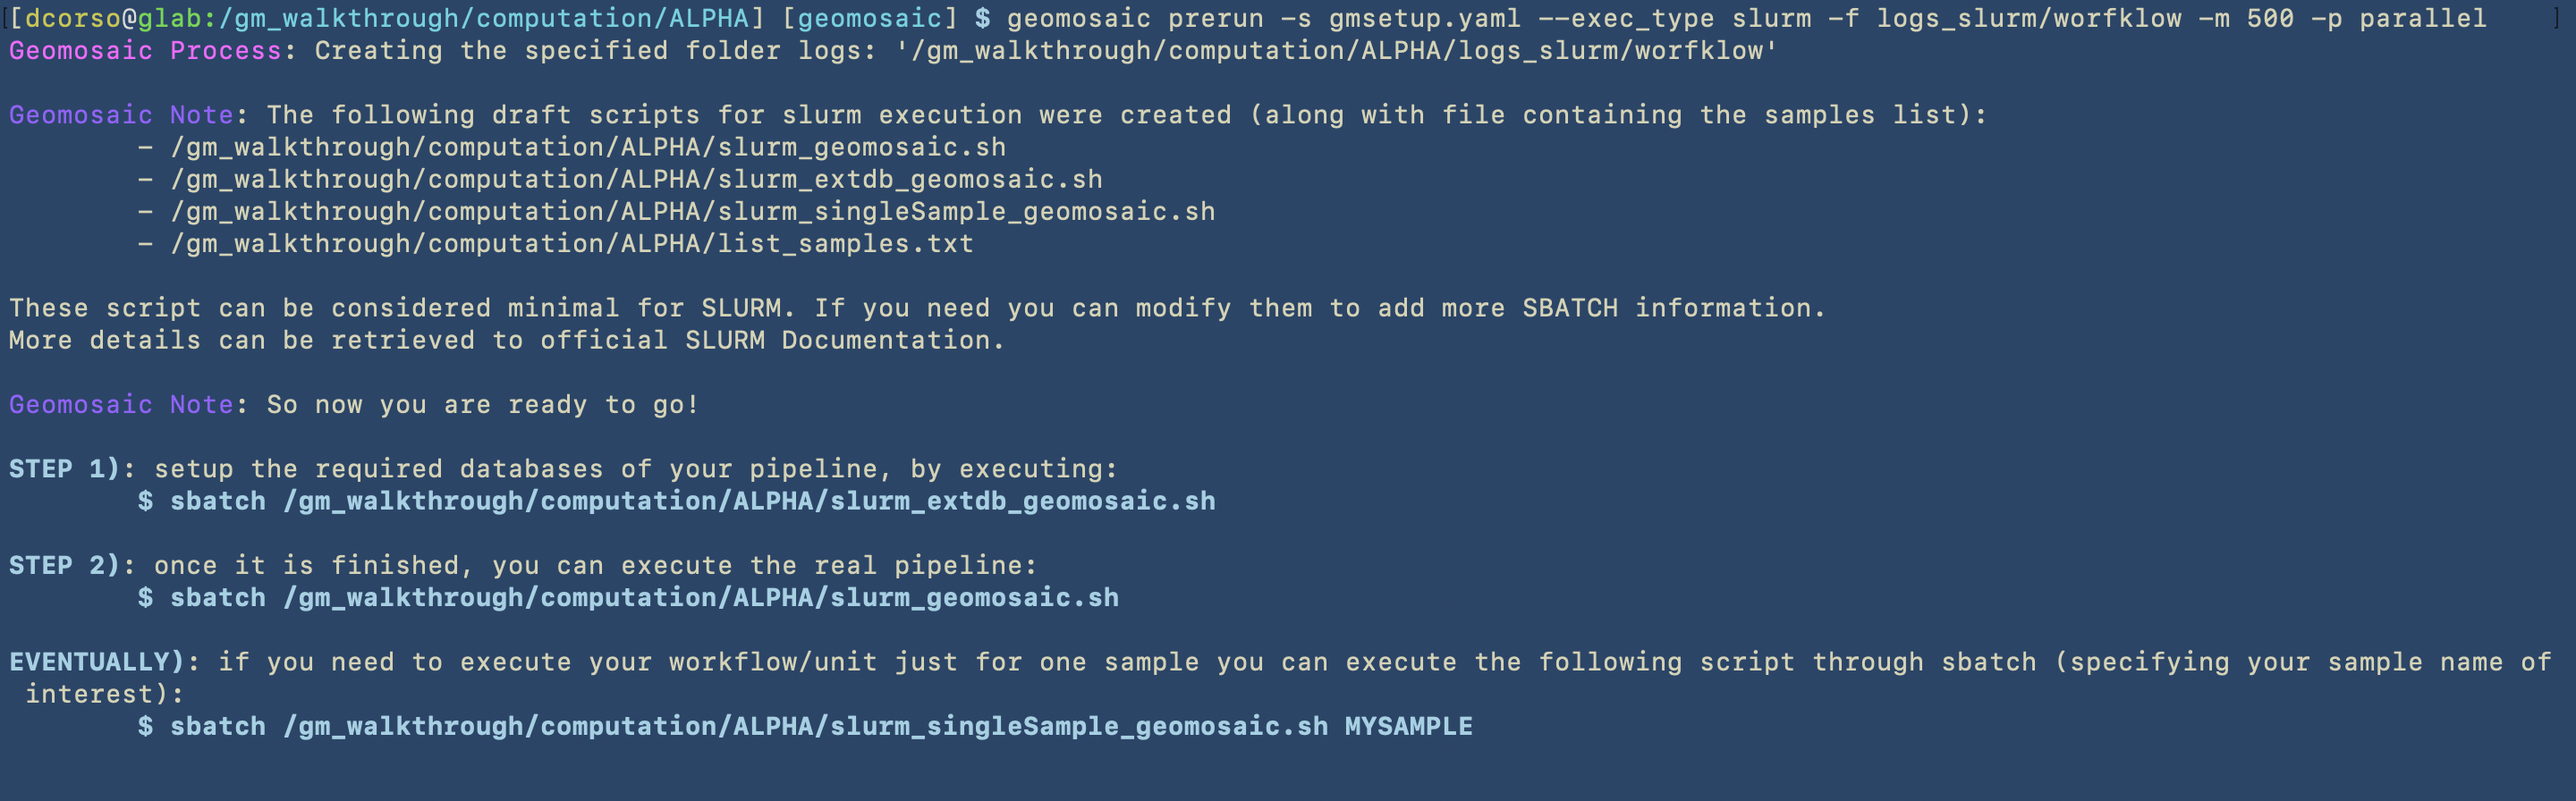 [[dcorso@glab:/gm_walkthrough/computation/ALPHA] [geomosaic] $ geomosaic prerun -s gmsetup.yaml --exec_type slurm -f logs_slurm/worfklow -m 500 -p parallel ]
Geomosaic Process: Creating the specified folder logs: '/gm_walkthrough/computation/ALPHA/logs_slurm/worfklow'
Geomosaic Note: The following draft scripts for slurm execution were created (along with file containing the samples list):
- /gm_walkthrough/computation/ALPHA/slurm_geomosaic.sh
- /gm_walkthrough/computation/ALPHA/slurm_extdb_geomosaic.sh
- /gm_walkthrough/computation/ALPHA/slurm_singleSample_geomosaic.sh
- /gm_walkthrough/computation/ALPHA/list_samples.txt
These script can be considered minimal for SLURM. If you need you can modify them to add more SBATCH information.
More details can be retrieved to official SLURM Documentation.
Geomosaic Note: So now you are ready to go!
STEP 1): setup the required databases of your pipeline, by executing:
$ sbatch /gm_walkthrough/computation/ALPHA/slurm_extdb_geomosaic.sh
STEP 2): once it is finished, you can execute the real pipeline:
$ sbatch /gm_walkthrough/computation/ALPHA/slurm_geomosaic.sh
EVENTUALLY): if you need to execute your workflow/unit just for one sample you can execute the following script through sbatch (specifying your sample name of
interest):
$ sbatch /gm_walkthrough/computation/ALPHA/slurm_singleSample_geomosaic.sh MYSAMPLE